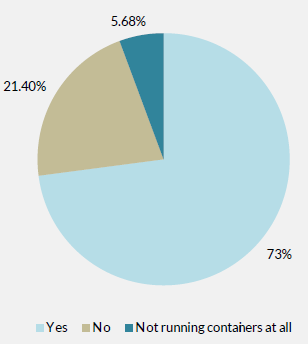 5.68%
21.40%
73%
Yes No Not running containers at all